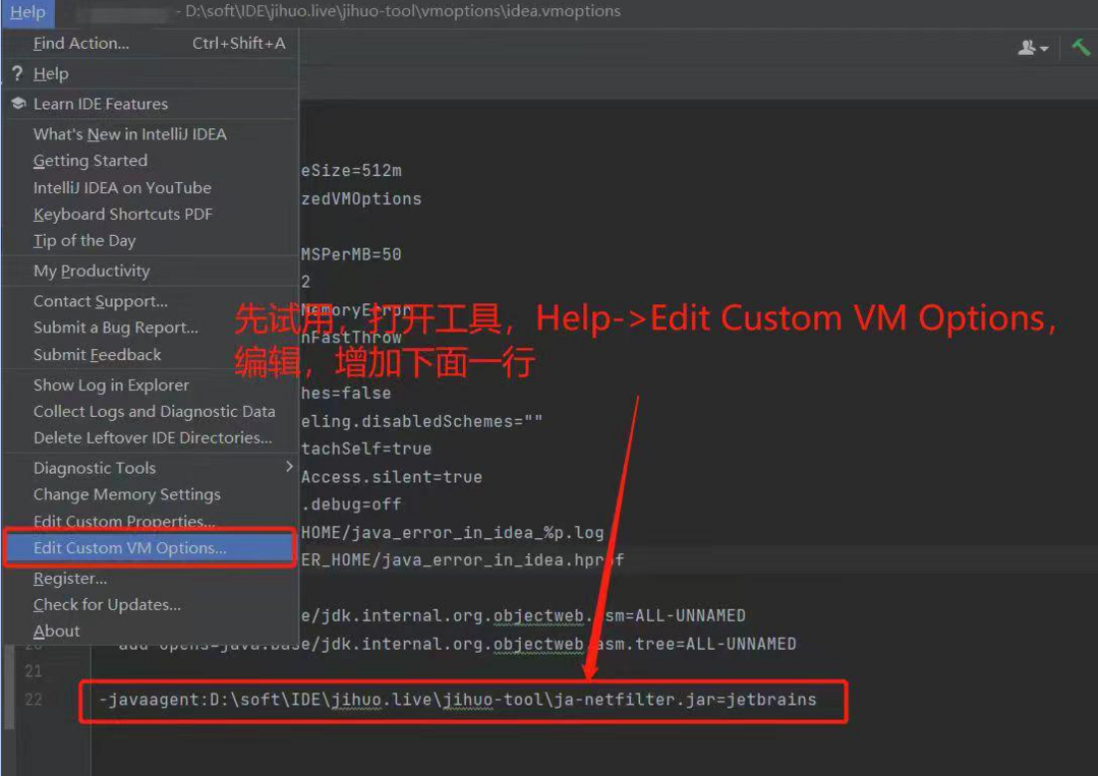 Help
- D:\soft\IDE\jihuo.live\jihuo-tool\vmoptions\idea.vmoptions
Find Action... Ctrl+Shift+A
? Help
Learn IDE Features
What's New in IntelliJ IDEA
Getting Started
IntelliJ IDEA on YouTube
Keyboard Shortcuts PDF
Tip of the Day
My Productivity
Contact Support...
Submit a Bug Report...
Submit Feedback
Show Log in Explorer
Collect Logs and Diagnostic Data
Delete Leftover IDE Directories...
Diagnostic Tools
Change Memory Settings
Edit Custom Properties...
Edit Custom VM Options...
Register...
Check for Updates...
About
eSize=512m
zedVMOptions
MSPerMB=50
2
MemoryError
nFastThrow
先试用，打开工具，Help->Edit Custom VM Options，
编辑，增加下面一行
hes=false
eling.disabledSchemes=""
tachSelf=true
Access.silent=true
.debug=off
HOME/java_error_in_idea_%p.log
ER_HOME/java_error_in_idea.hprof
e/jdk.internal.org.objectweb.asm=ALL-UNNAMED
20 add-opens=java.base/jdk.internal.org.objectweb.asm.tree=ALL-UNNAMED
21
22 -javaagent:D:\soft\IDE\jihuo.live\jihuo-tool\ja-netfilter.jar=jetbrains